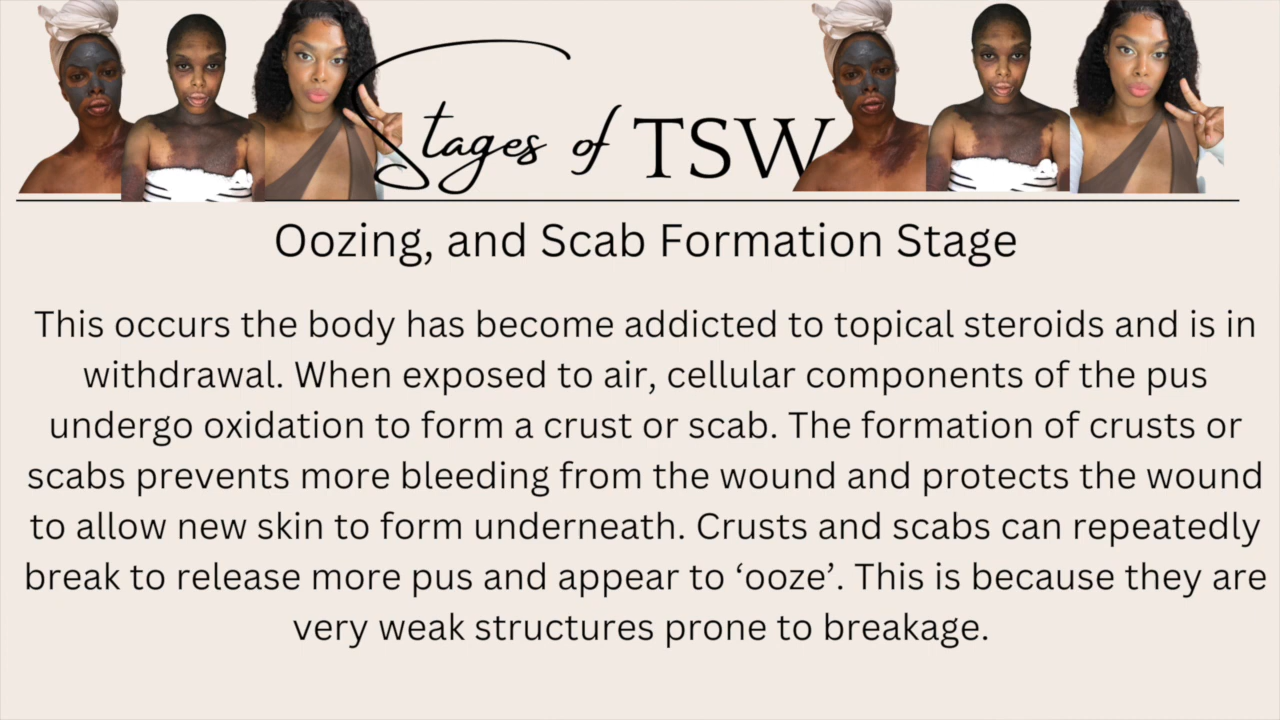 Stages of TSW
Oozing, and Scab Formation Stage
This occurs the body has become addicted to topical steroids and is in
withdrawal. When exposed to air, cellular components of the pus
undergo oxidation to form a crust or scab. The formation of crusts or
scabs prevents more bleeding from the wound and protects the wound
to allow new skin to form underneath. Crusts and scabs can repeatedly
break to release more pus and appear to ‘ooze’. This is because they are
very weak structures prone to breakage.